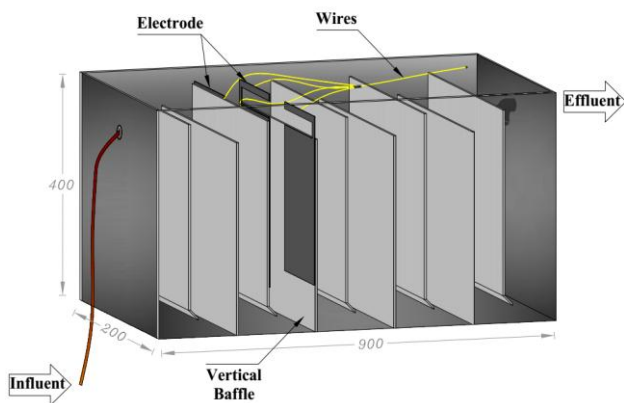 Electrode
Wires
Effluent
400
200
900
Influent
Vertical
Baffle